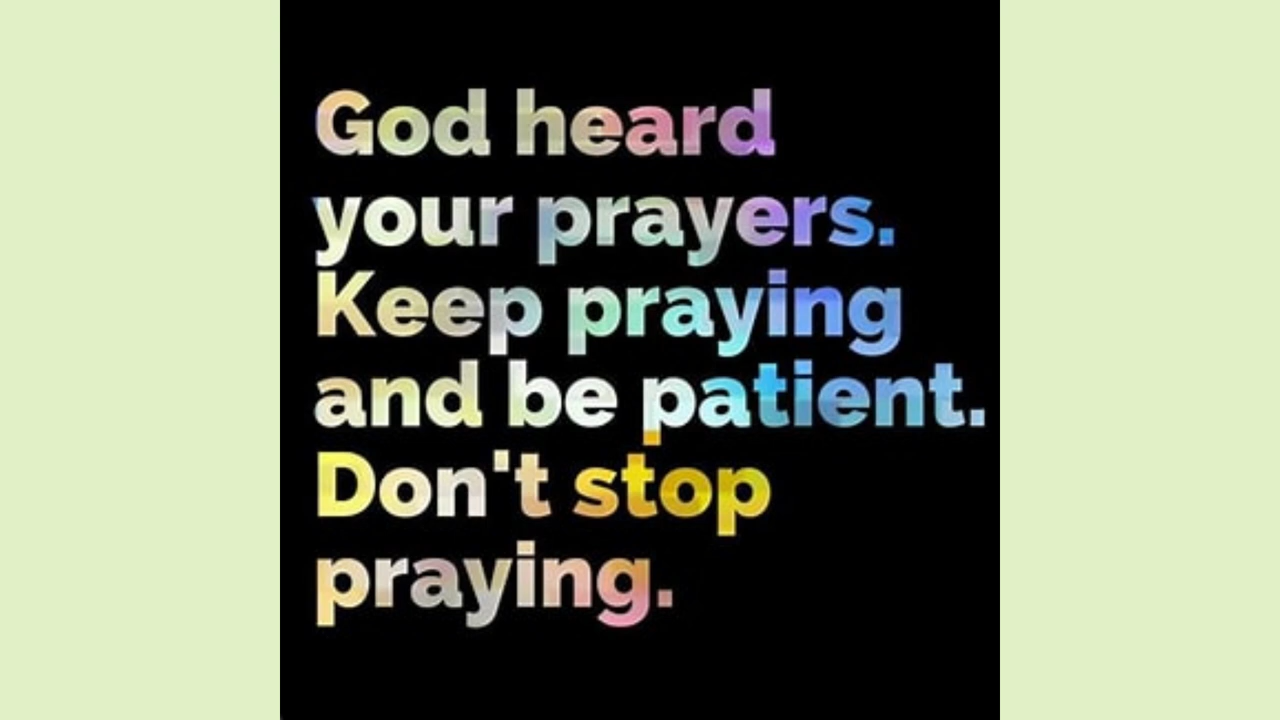 God heard
your prayers.
Keep praying
and be patient.
Don't stop
praying.